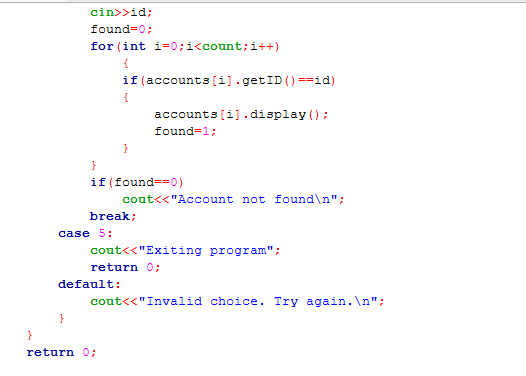 cin>>id;
found=0;
for(int i=0;i<count;i++)
{
if(accounts[i].getID()==id)
{
accounts[i].display();
found=1;
}
}
if(found==0)
cout<<"Account not found\n";
break;
case 5:
cout<<"Exiting program";
return 0;
default:
cout<<"Invalid choice. Try again.\n";
}
}
return 0;